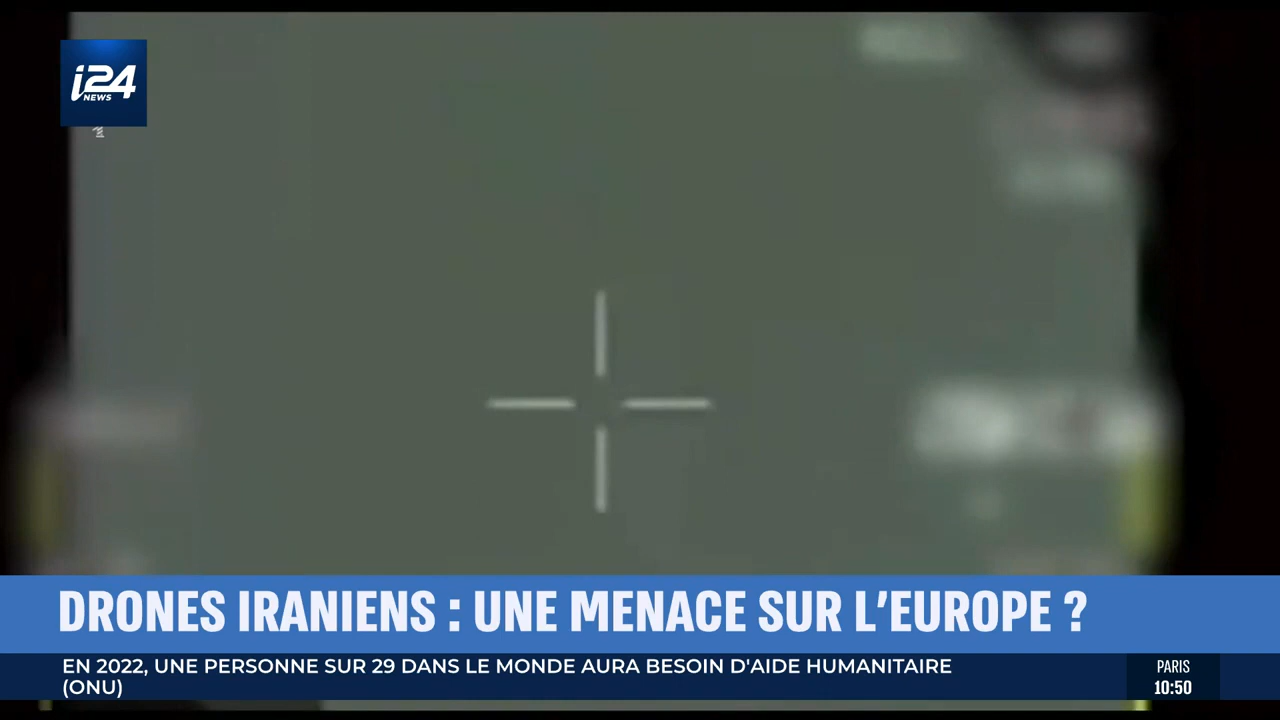 i24
NEWS
DRONES IRANIENS : UNE MENACE SUR L'EUROPE ?
EN 2022, UNE PERSONNE SUR 29 DANS LE MONDE AURA BESOIN D'AIDE HUMANITAIRE
(ONU)
PARIS
10:50